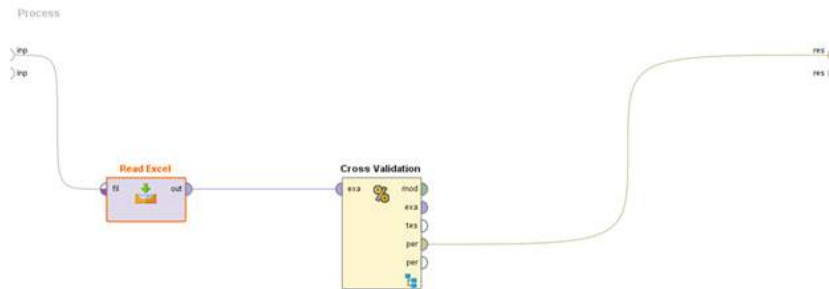 Process
inp
inp
res
res
Read Excel
fil
out
Cross Validation
exa
mod
exa
tes
per
per